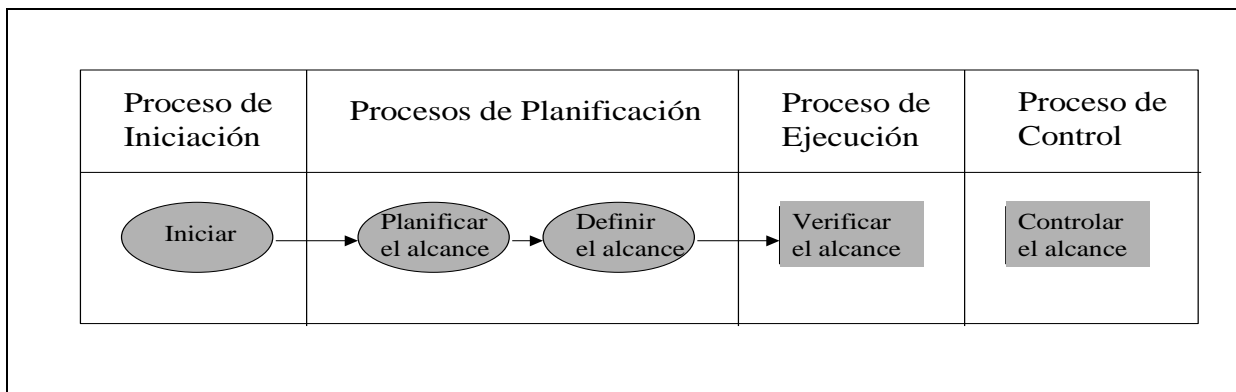 Proceso de
Iniciación
Procesos de Planificación
Proceso de
Ejecución
Proceso de
Control
Iniciar
Planificar
el alcance
Definir
el alcance
Verificar
el alcance
Controlar
el alcance